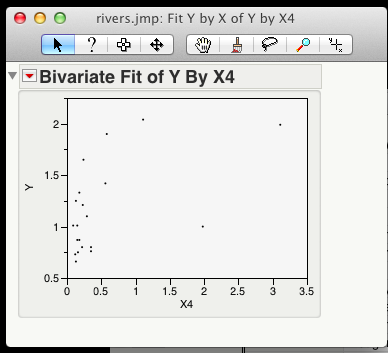 rivers.jmp: Fit Y by X of Y by X4
?
Bivariate Fit of Y By X4
2
1.5
1
0.5
Y
0 0.5 1 1.5 2 2.5 3 3.5
X4